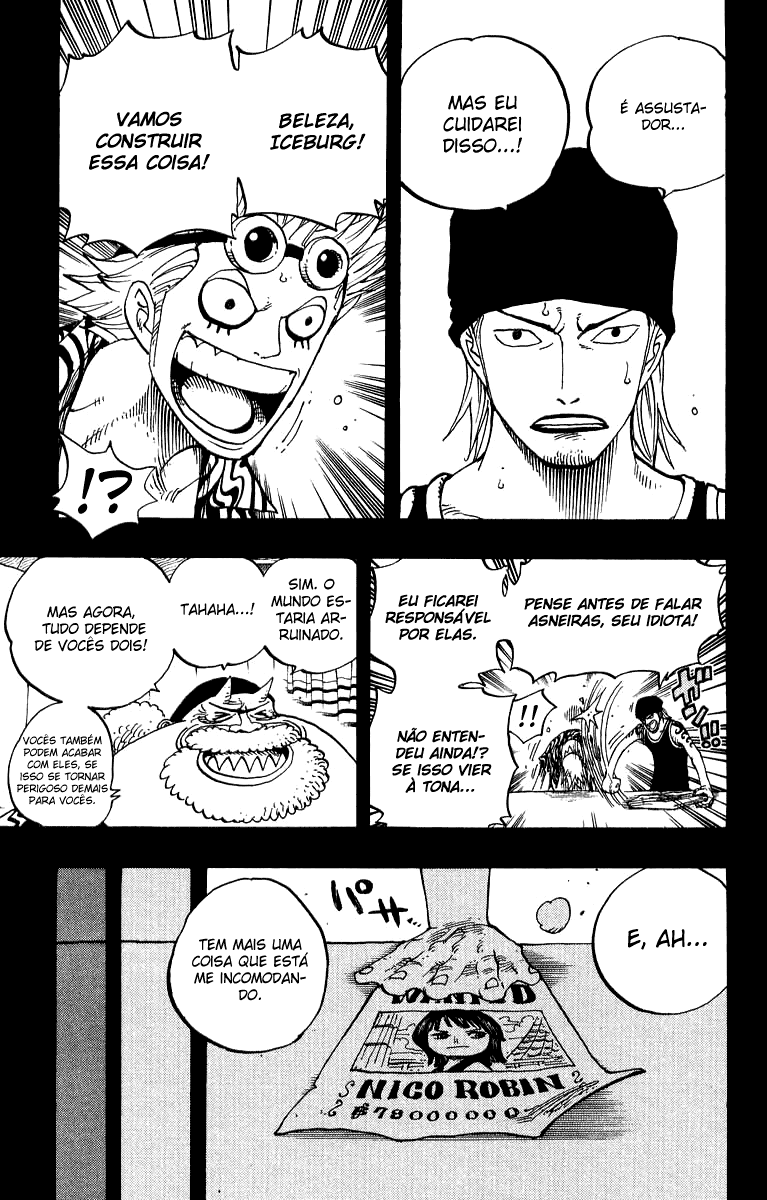 É ASSUSTA-
DOR...
MAS EU
CUIDAREI
DISSO...!
BELEZA,
ICEBURG!
VAMOS
CONSTRUIR
ESSA COISA!
!?
PENSE ANTES DE FALAR
ASNEIRAS, SEU IDIOTA!
EU FICAREI
RESPONSÁVEL
POR ELAS.
!!
NÃO ENTEN-
DEU AINDA!?
SE ISSO VIER
À TONA...
SIM. O
MUNDO ES-
TARIA AR-
RUINADO.
TAHAHA...!
MAS AGORA,
TUDO DEPENDE
DE VOCÊS DOIS!
VOCÊS TAMBÉM
PODEM ACABAR
COM ELES, SE
ISSO SE TORNAR
PERIGOSO DEMAIS
PARA VOCÊS.
E, AH...
パサ..
TEM MAIS UMA
COISA QUE ESTÁ
ME INCOMODAN-
DO.
WANTED
NICO ROBIN
79000000